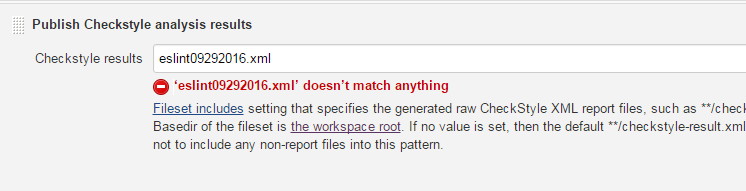 Publish Checkstyle analysis results
Checkstyle results eslint09292016.xml
‘eslint09292016.xml’ doesn’t match anything
Fileset includes setting that specifies the generated raw CheckStyle XML report files, such as **/check
Basedir of the fileset is the workspace root. If no value is set, then the default **/checkstyle-result.xml
not to include any non-report files into this pattern.